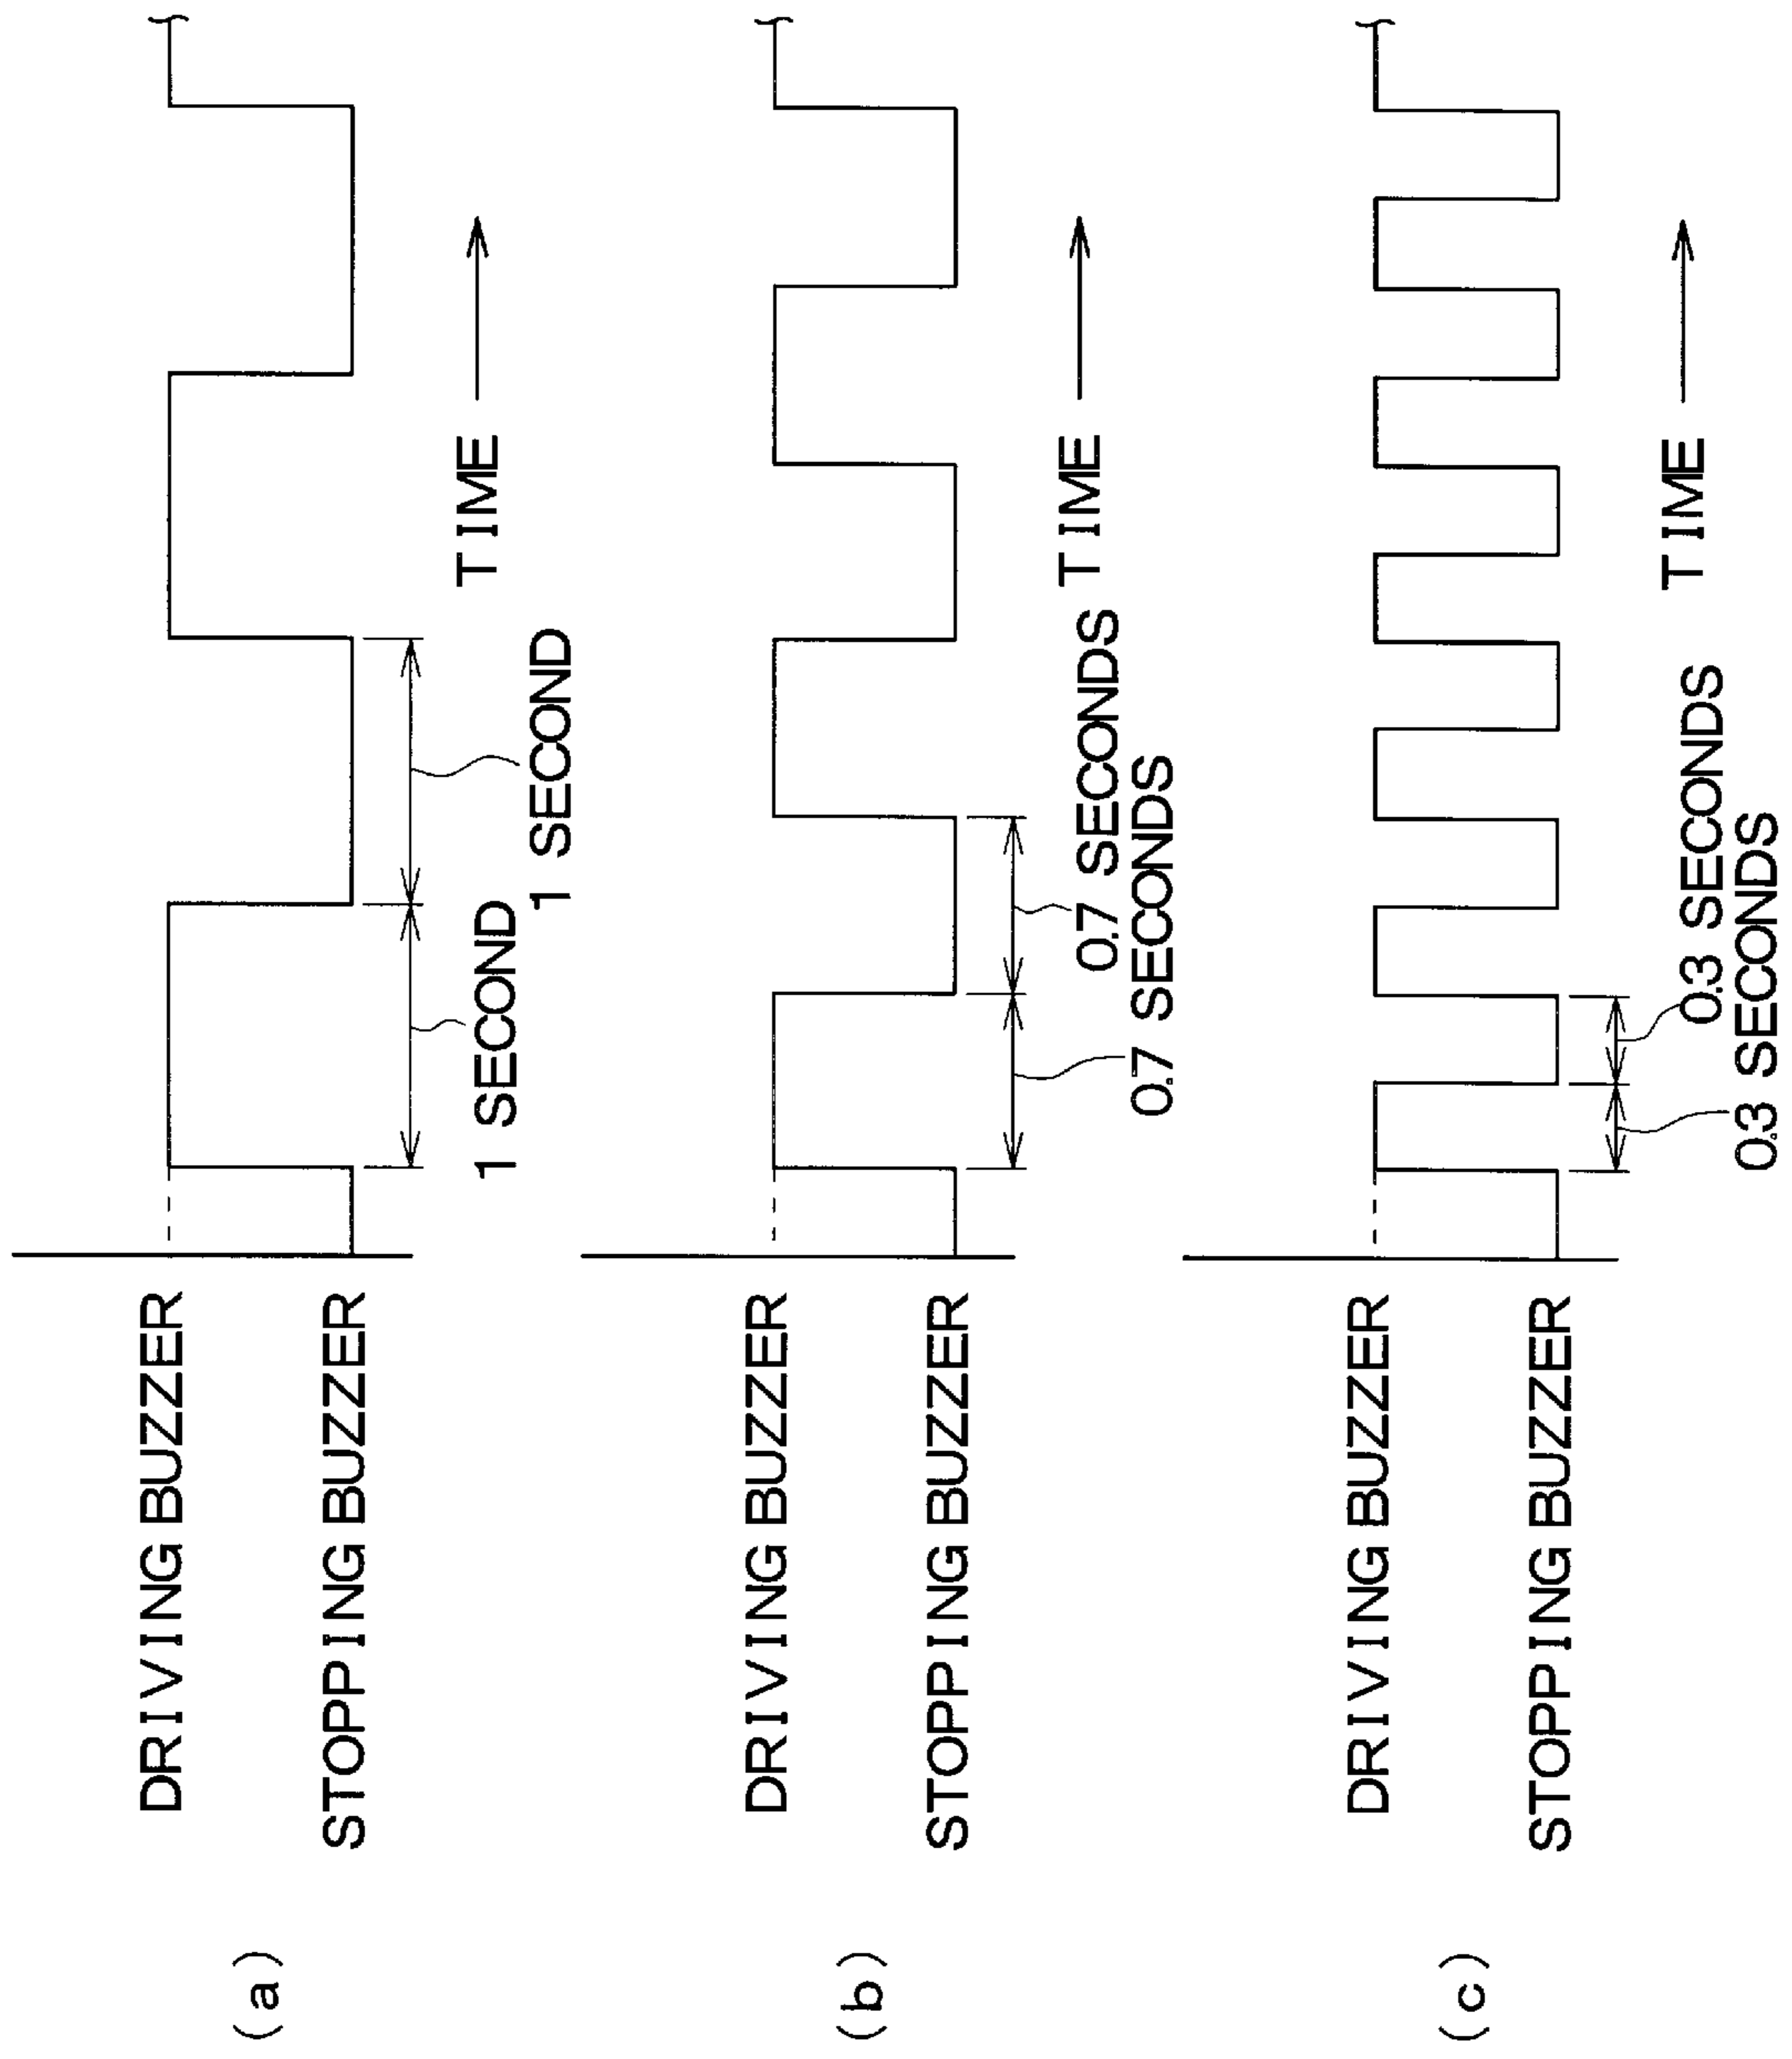 (a)
DRIVING BUZZER
STOPPING BUZZER
1 SECOND
1 SECOND
TIME
(b)
DRIVING BUZZER
STOPPING BUZZER
0.7 SECONDS
0.7 SECONDS
TIME
(c)
DRIVING BUZZER
STOPPING BUZZER
0.3 SECONDS
0.3 SECONDS
TIME